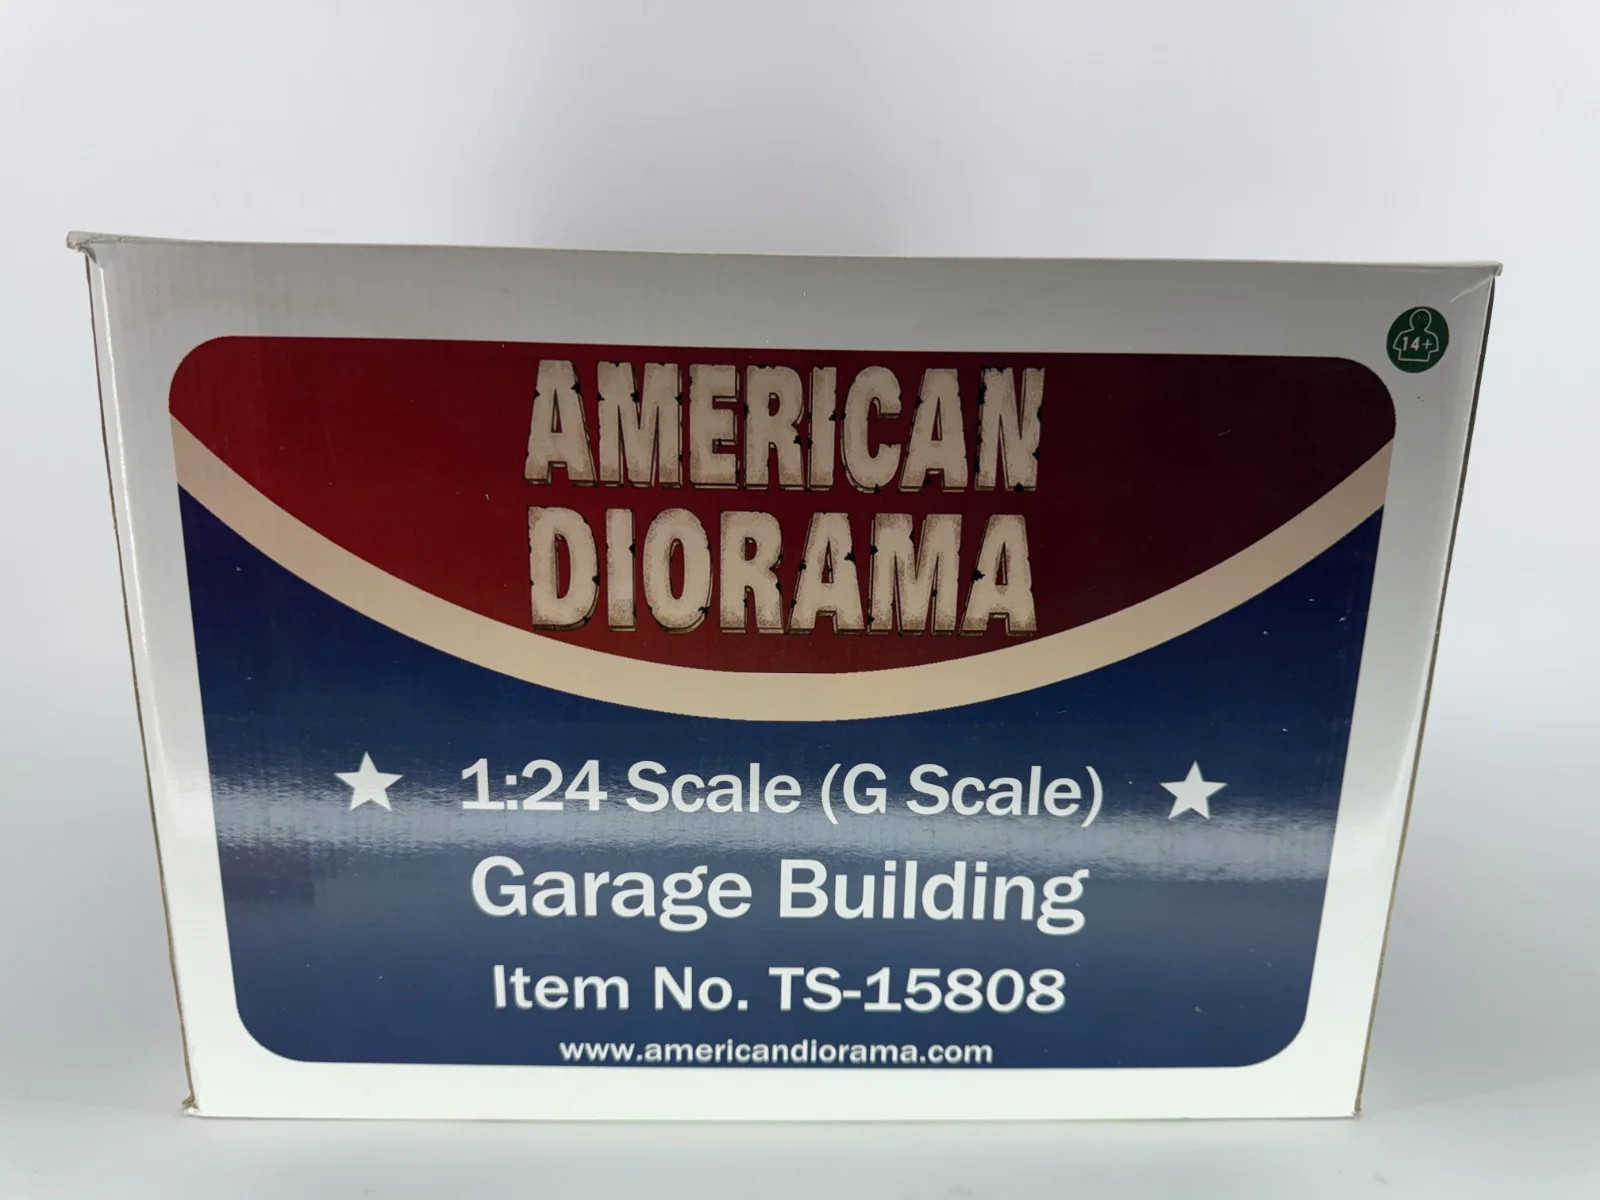 14+
AMERICAN
DIORAMA
1:24 Scale (G Scale)
Garage Building
Item No. TS-15808
www.americandiorama.com